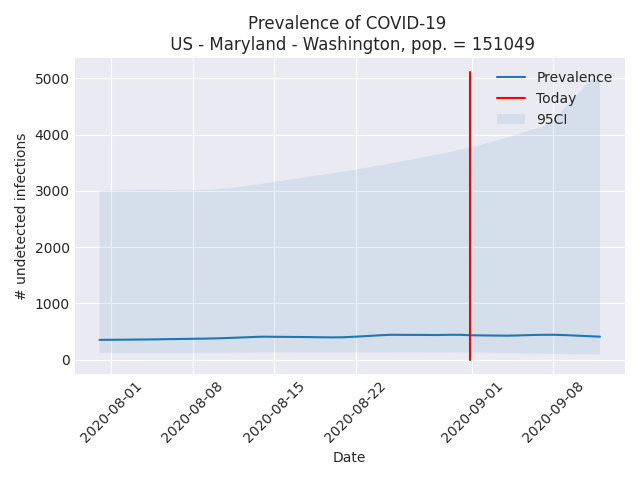 Prevalence of COVID-19
US - Maryland - Washington, pop. = 151049
Prevalence
Today
95CI
5000
4000
3000
2000
1000
0
# undetected infections
2020-08-01
2020-08-08
2020-08-15
2020-08-22
2020-09-01
2020-09-08
Date